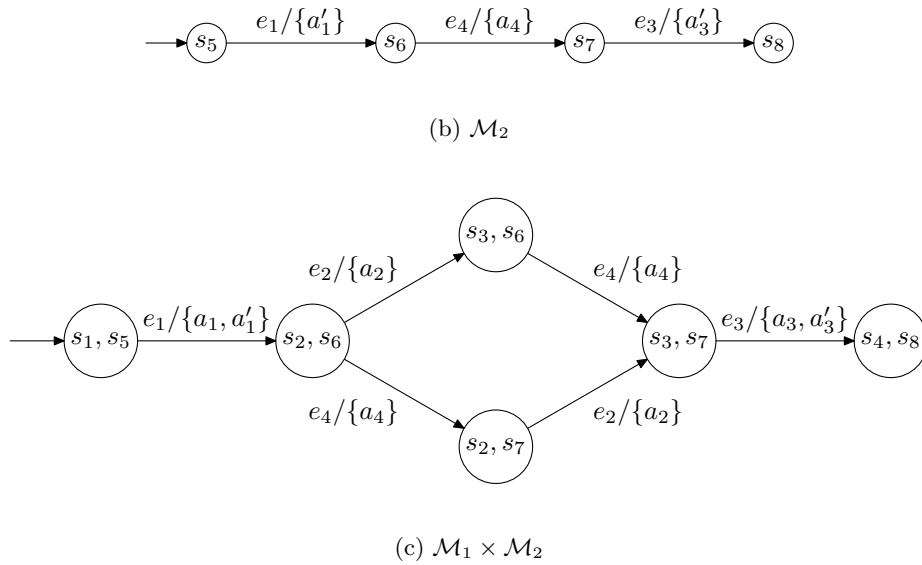 e₁/{a′₁} e₄/{a₄} e₃/{a′₃}
s₅ s₆ s₇ s₈
(b) ℳ₂
s₃, s₆
e₂/{a₂} e₄/{a₄}
e₁/{a₁, a′₁} e₃/{a₃, a′₃}
s₁, s₅ s₂, s₆ s₃, s₇ s₄, s₈
e₄/{a₄} e₂/{a₂}
s₂, s₇
(c) ℳ₁ × ℳ₂